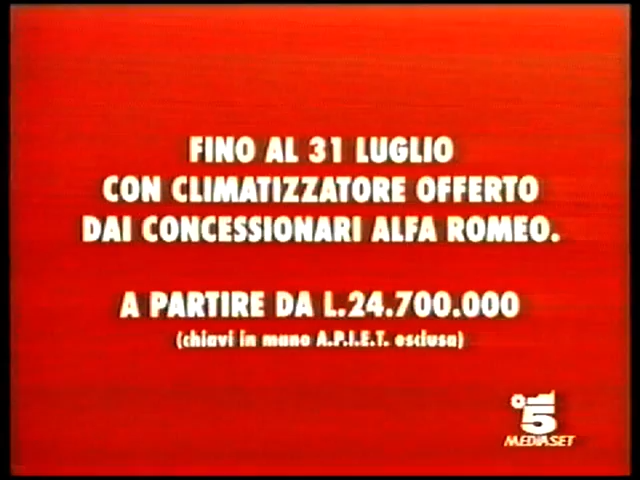 FINO AL 31 LUGLIO
CON CLIMATIZZATORE OFFERTO
DAI CONCESSIONARI ALFA ROMEO.
A PARTIRE DA L.24.700.000
(chiavi in mano A.P.I.E.T. esclusa)
5
MEDIASET